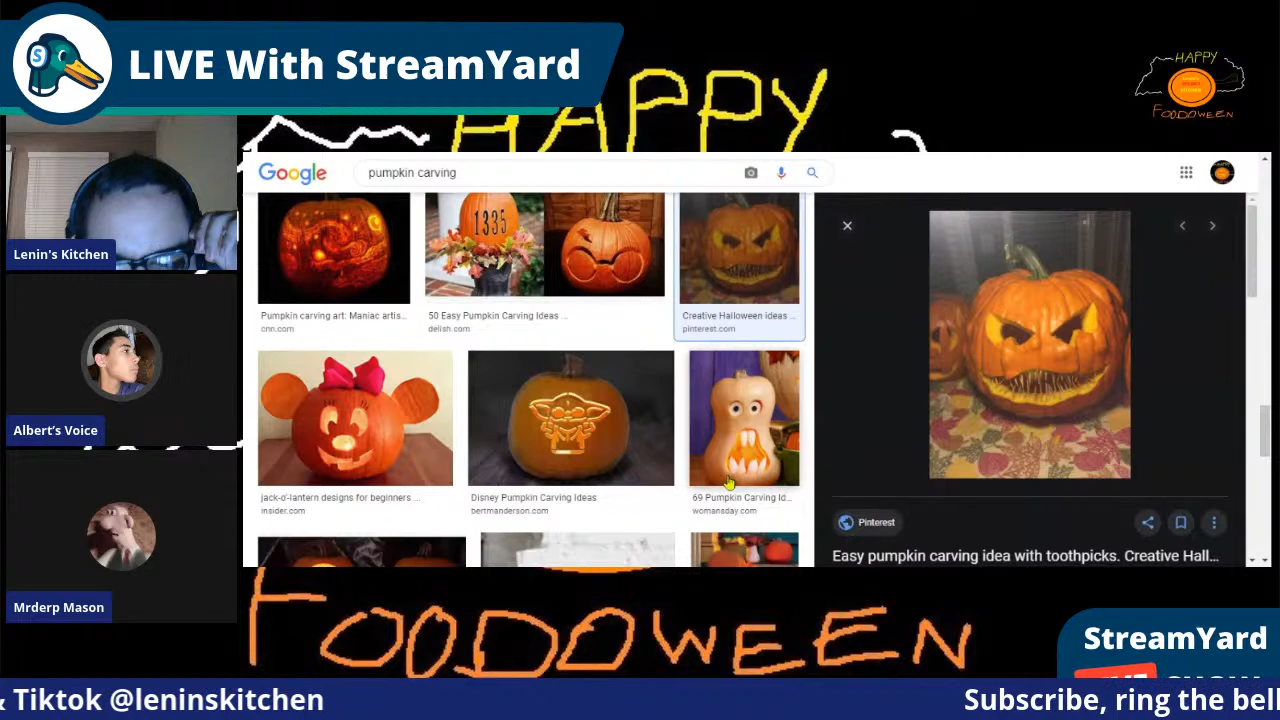 LIVE With StreamYard
S
HAPPY
HAPPY
FOODOWEEN
Google
pumpkin carving
Lenin's Kitchen
Albert's Voice
Mrderp Mason
1335
Pumpkin carving art: Maniac artis...
cnn.com
50 Easy Pumpkin Carving Ideas ...
delish.com
Creative Halloween ideas ...
pinterest.com
jack-o'-lantern designs for beginners ...
insider.com
Disney Pumpkin Carving Ideas
bertmanderson.com
69 Pumpkin Carving Id...
womansday.com
Pinterest
Easy pumpkin carving idea with toothpicks. Creative Hall...
FOODOWEEN
StreamYard
& Tiktok @leninskitchen
Subscribe, ring the bell